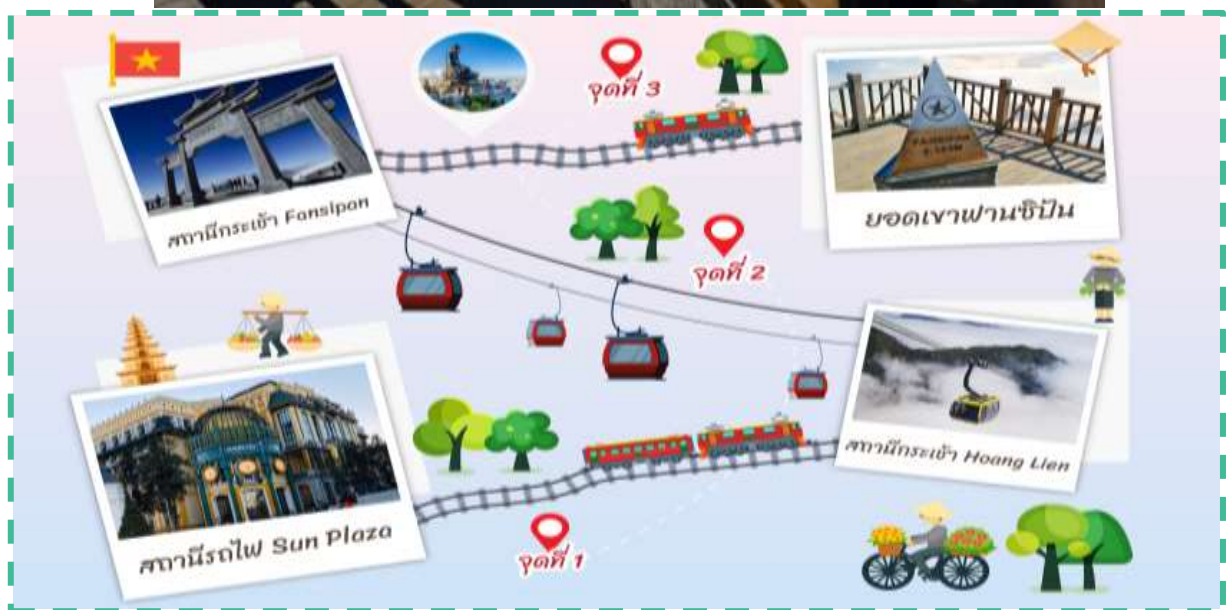 จุดที่ 3
สถานีกระเช้า Fansipan
ยอดเขาฟานซิปัน
จุดที่ 2
สถานีกระเช้า Hoang Lien
สถานีรถไฟ Sun Plaza
จุดที่ 1